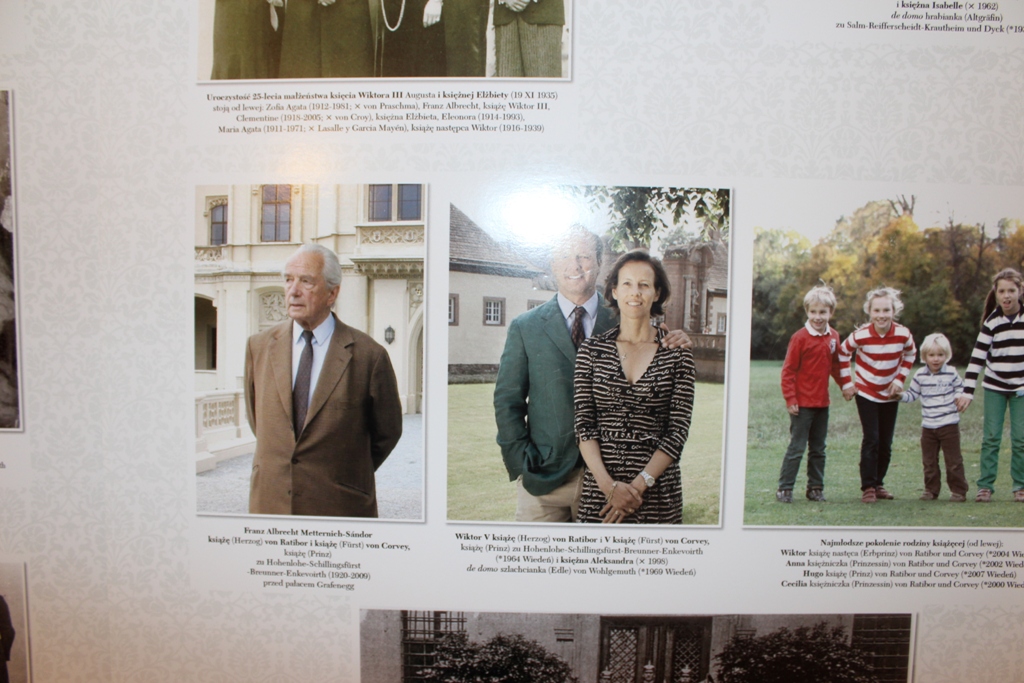 i księżna Isabelle (× 1962)
de domo hrabianka (Altgräfin)
zu Salm-Reifferscheidt-Krautheim und Dyck (*19
Uroczystość 25-lecia małżeństwa księcia Wiktora III Augusta i księżnej Elżbiety (19 XI 1935)
stoją od lewej: Zofia Agata (1912-1981; × von Praschma), Franz Albrecht, książę Wiktor III,
Clementine (1918-2005; × von Croy), księżna Elżbieta, Eleonora (1914-1993),
Maria Agata (1911-1971; × Lasalle y García Mayén), książę następca Wiktor (1916-1939)
Franz Albrecht Metternich-Sándor
książę (Herzog) von Ratibor i książę (Fürst) von Corvey,
książę (Prinz)
zu Hohenlohe-Schillingsfürst
-Breunner-Enkevoirth (1920-2009)
przed pałacem Grafenegg
Wiktor V książę (Herzog) von Ratibor i V książę (Fürst) von Corvey,
książę (Prinz) zu Hohenlohe-Schillingsfürst-Breunner-Enkevoirth
(*1964 Wiedeń) i księżna Aleksandra (× 1998)
de domo szlachcianka (Edle) von Wohlgemuth (*1969 Wiedeń)
Najmłodsze pokolenie rodziny książęcej (od lewej):
Wiktor książę następca (Erbprinz) von Ratibor und Corvey (*2004 Wied
Anna księżniczka (Prinzessin) von Ratibor und Corvey (*2002 Wied
Hugo książę (Prinz) von Ratibor und Corvey (*2007 Wiedeń)
Cecilia księżniczka (Prinzessin) von Ratibor und Corvey (*2000 Wied